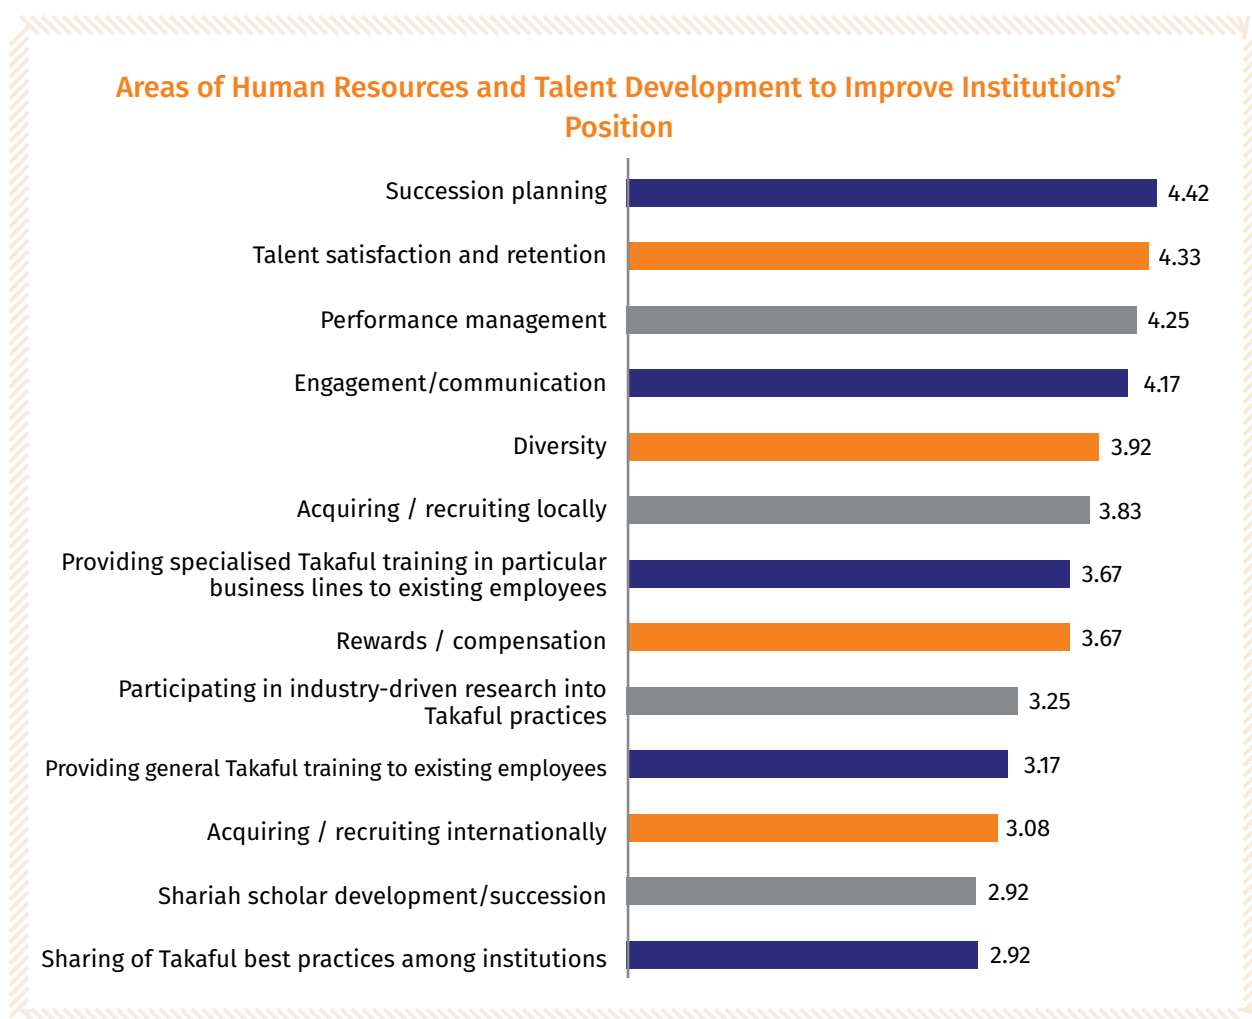 Areas of Human Resources and Talent Development to Improve Institutions’
Position
Succession planning
4.42
Talent satisfaction and retention
4.33
Performance management
4.25
Engagement/communication
4.17
Diversity
3.92
Acquiring / recruiting locally
3.83
Providing specialised Takaful training in particular
business lines to existing employees
3.67
Rewards / compensation
3.67
Participating in industry-driven research into
Takaful practices
3.25
Providing general Takaful training to existing employees
3.17
Acquiring / recruiting internationally
3.08
Shariah scholar development/succession
2.92
Sharing of Takaful best practices among institutions
2.92